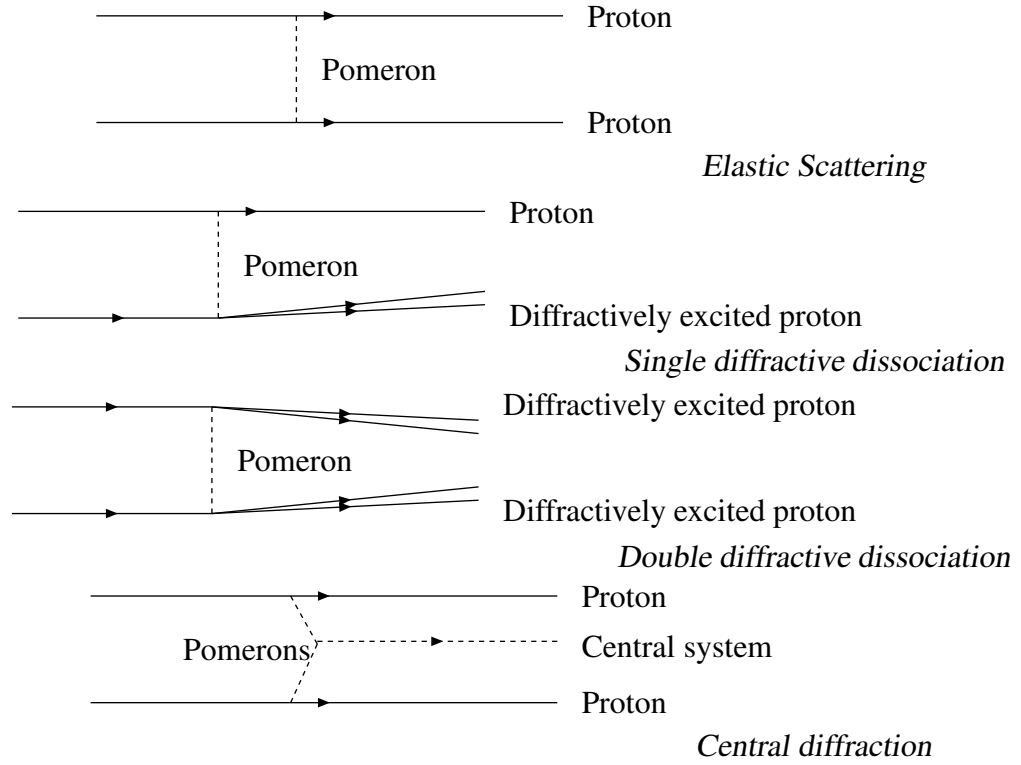 Proton
Pomeron
Proton
Elastic Scattering
Proton
Pomeron
Diffractively excited proton
Single diffractive dissociation
Diffractively excited proton
Pomeron
Diffractively excited proton
Double diffractive dissociation
Proton
Central system
Pomerons
Proton
Central diffraction